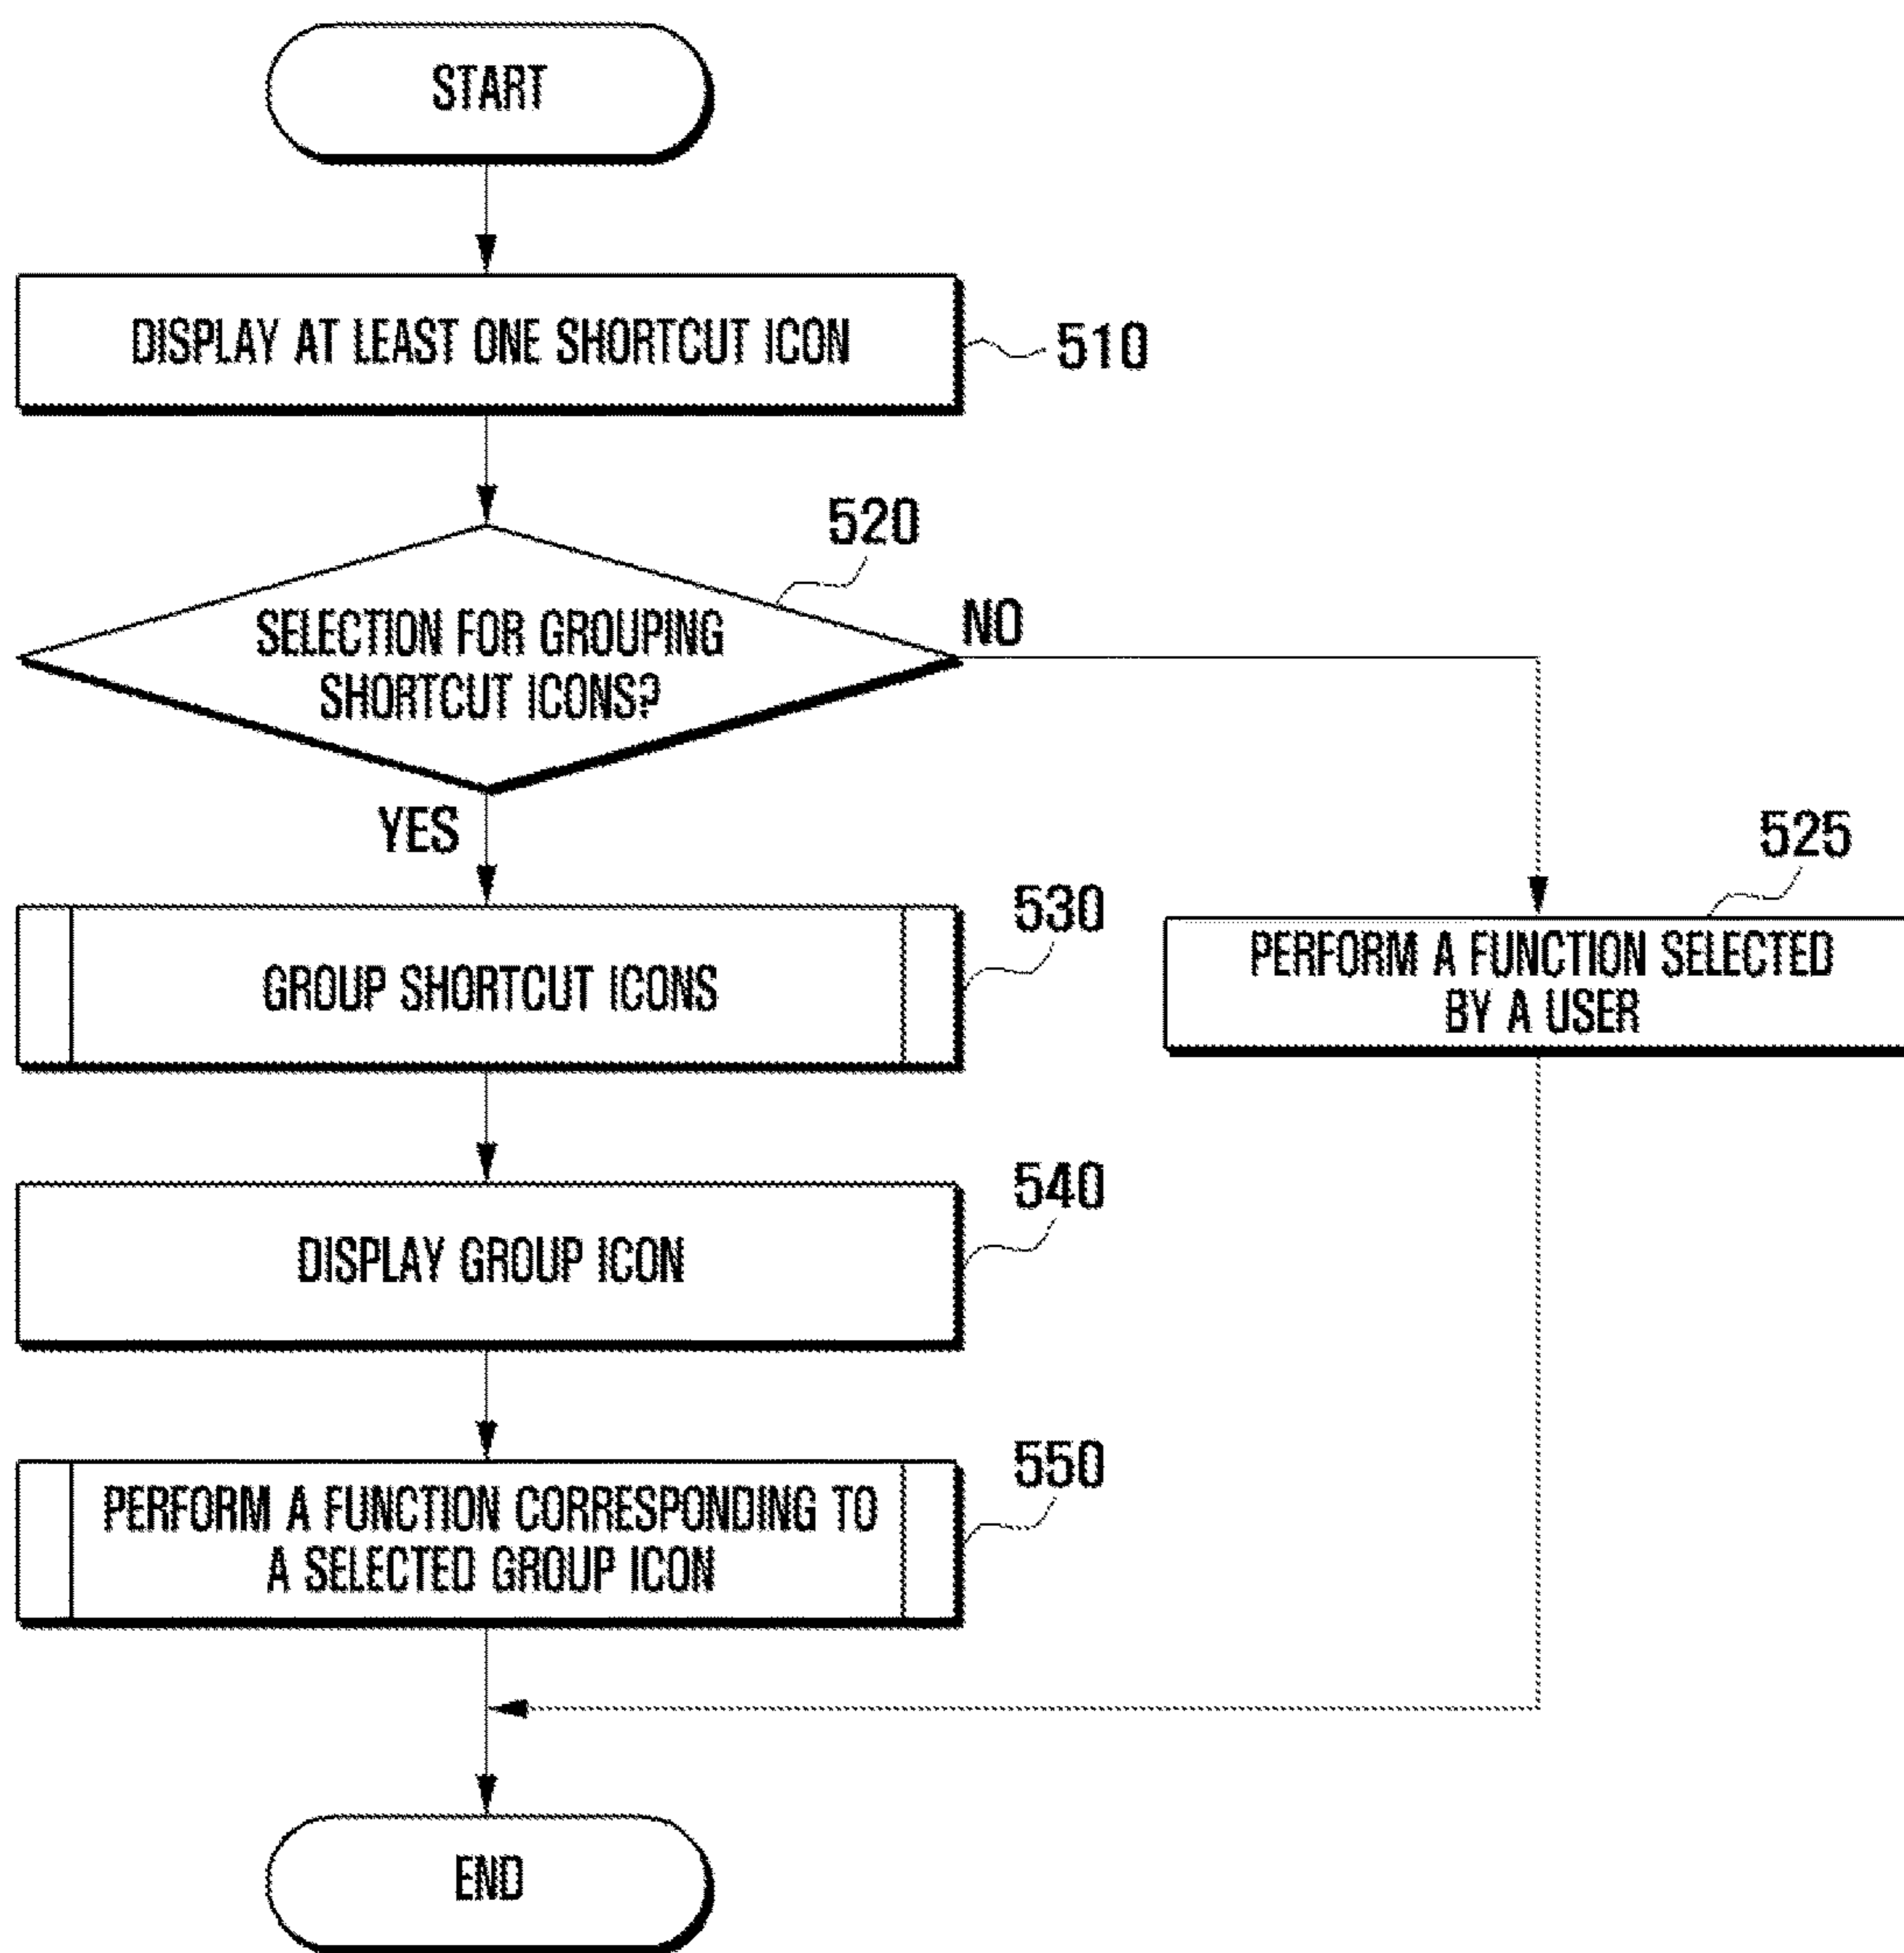 START
DISPLAY AT LEAST ONE SHORTCUT ICON
510
520
SELECTION FOR GROUPING
SHORTCUT ICONS?
NO
YES
525
PERFORM A FUNCTION SELECTED
BY A USER
530
GROUP SHORTCUT ICONS
540
DISPLAY GROUP ICON
550
PERFORM A FUNCTION CORRESPONDING TO
A SELECTED GROUP ICON
END